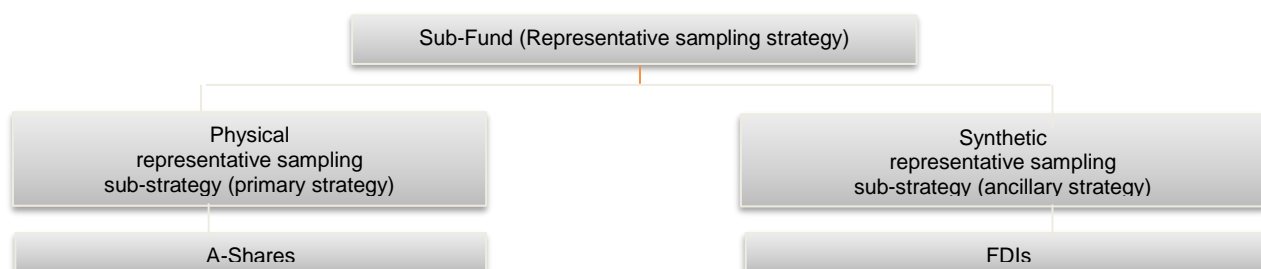 Sub-Fund (Representative sampling strategy)
Physical
representative sampling
sub-strategy (primary strategy)
Synthetic
representative sampling
sub-strategy (ancillary strategy)
A-Shares
FDIs